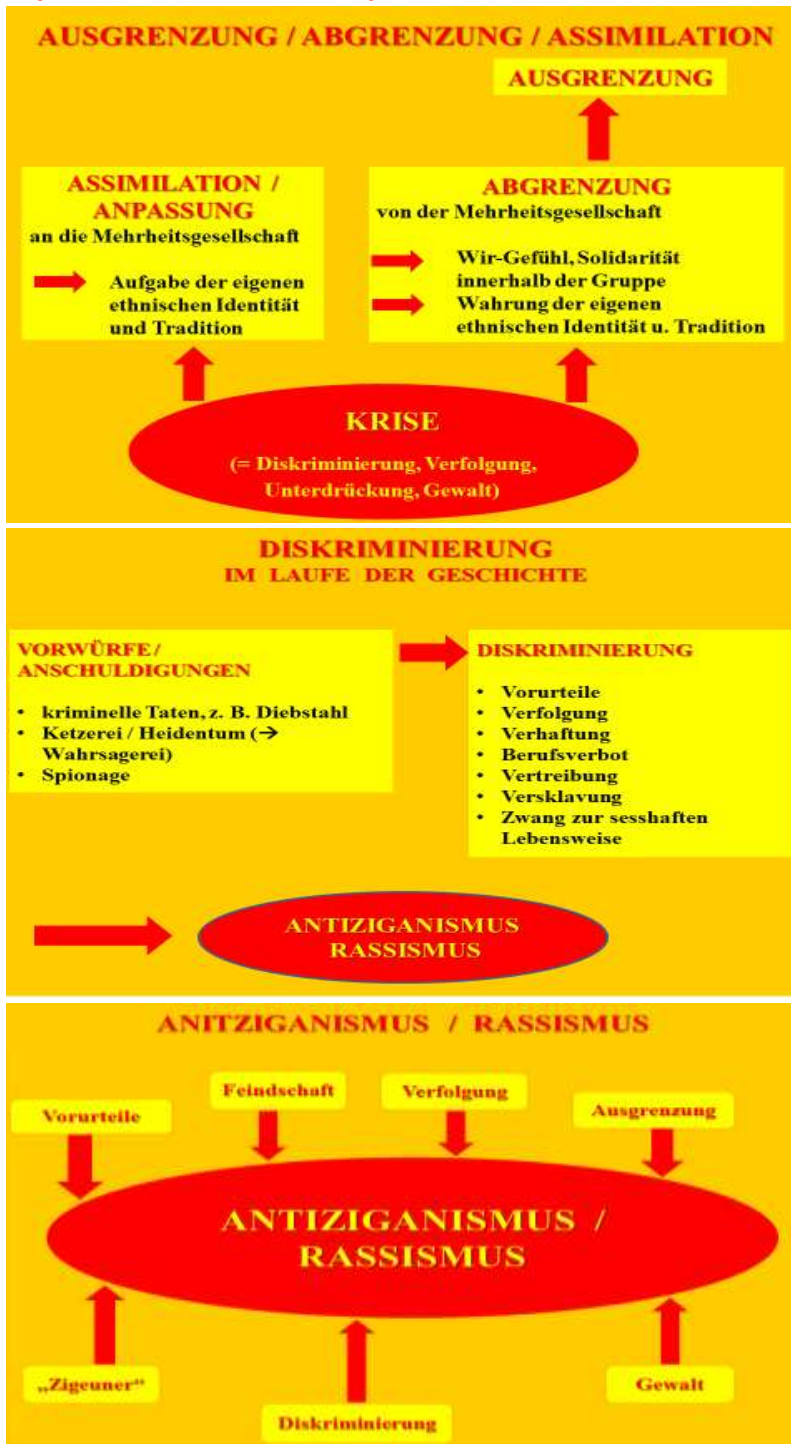 AUSGRENZUNG / ABGRENZUNG / ASSIMILATION
AUSGRENZUNG
ASSIMILATION /
ANPASSUNG
an die Mehrheitsgesellschaft
Aufgabe der eigenen
ethnischen Identität
und Tradition
ABGRENZUNG
von der Mehrheitsgesellschaft
Wir-Gefühl, Solidarität
innerhalb der Gruppe
Wahrung der eigenen
ethnischen Identität u. Tradition
KRISE
(= Diskriminierung, Verfolgung,
Unterdrückung, Gewalt)
DISKRIMINIERUNG
IM LAUFE DER GESCHICHTE
VORWÜRFE /
ANSCHULDIGUNGEN
• kriminelle Taten, z. B. Diebstahl
• Ketzerei / Heidentum (→
Wahrsagerei)
• Spionage
DISKRIMINIERUNG
• Vorurteile
• Verfolgung
• Verhaftung
• Berufsverbot
• Vertreibung
• Versklavung
• Zwang zur sesshaften
Lebensweise
ANTIZIGANISMUS
RASSISMUS
ANITZIGANISMUS / RASSISMUS
Vorurteile
Feindschaft
Verfolgung
Ausgrenzung
ANTIZIGANISMUS /
RASSISMUS
„Zigeuner“
Diskriminierung
Gewalt